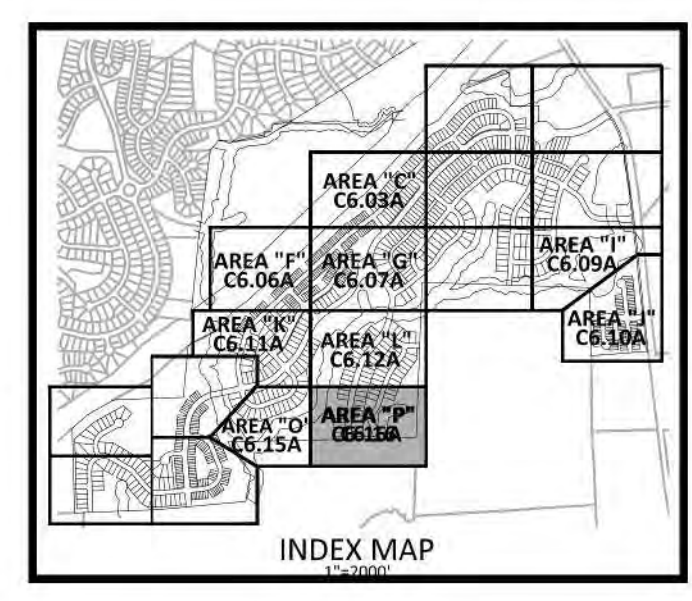 AREA "C"
C6.03A
AREA "F"
C6.06A
AREA "G"
C6.07A
AREA "I"
C6.09A
AREA "J"
C6.10A
AREA "K"
C6.11A
AREA "L"
C6.12A
AREA "O"
C6.15A
AREA "P"
INDEX MAP
1"=2000'